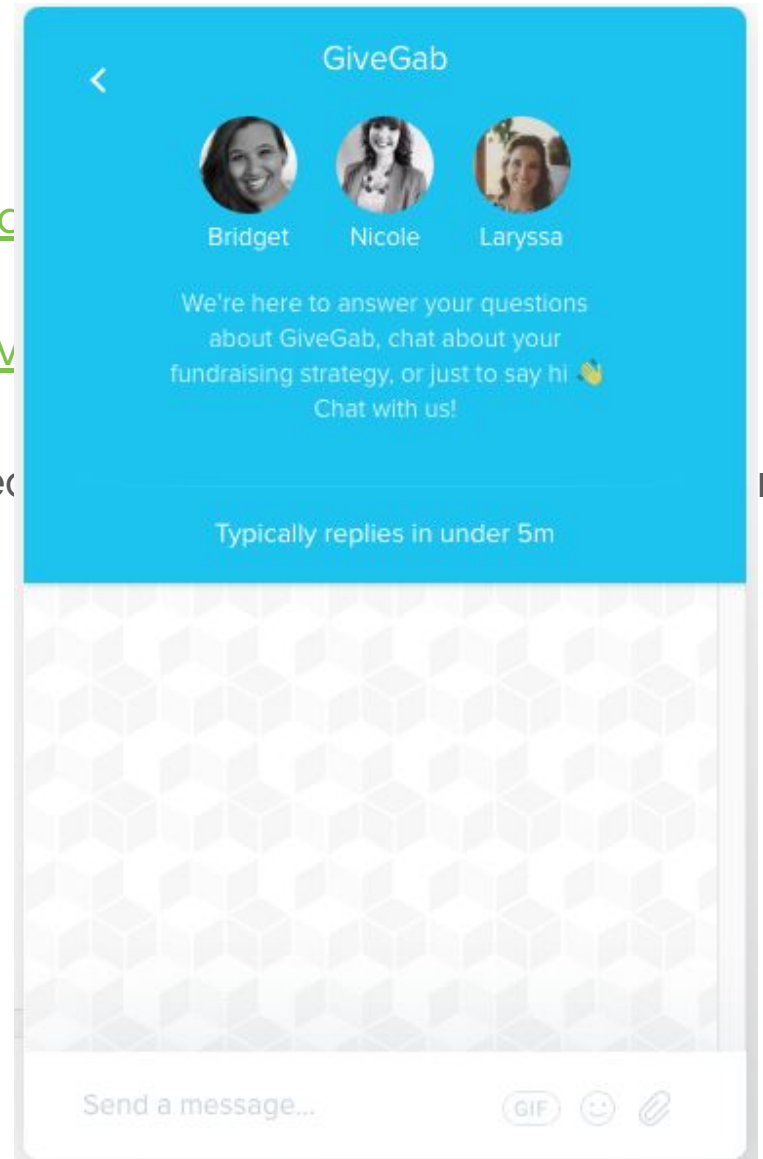 GiveGab
Bridget Nicole Laryssa
We're here to answer your questions
about GiveGab, chat about your
fundraising strategy, or just to say hi 👋
Chat with us!
Typically replies in under 5m
Send a message...
GIF